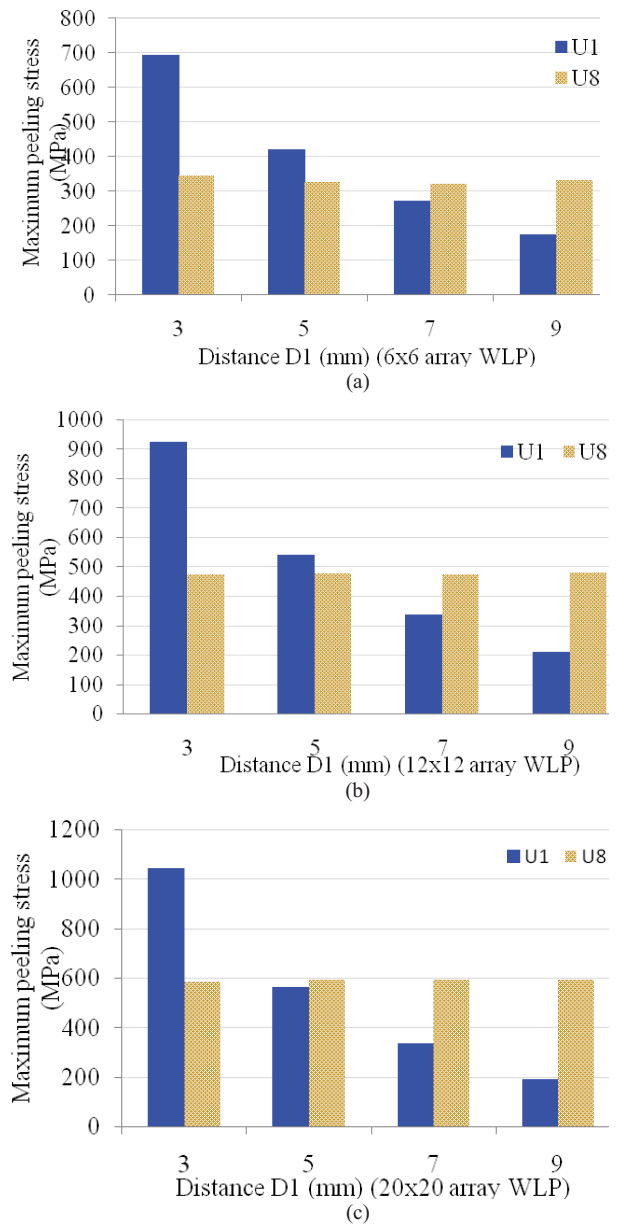 Maximum peeling stress
(MPa)
800
700
600
500
400
300
200
100
0
U1
U8
3 5 7 9
Distance D1 (mm) (6x6 array WLP)
(a)
Maximum peeling stress
(MPa)
1000
900
800
700
600
500
400
300
200
100
0
U1 U8
3 5 7 9
Distance D1 (mm) (12x12 array WLP)
(b)
Maximum peeling stress
(MPa)
1200
1000
800
600
400
200
0
U1 U8
3 5 7 9
Distance D1 (mm) (20x20 array WLP)
(c)